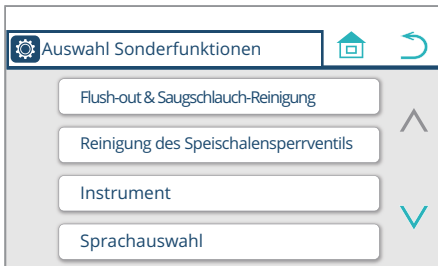 Auswahl Sonderfunktionen
Flush-out & Saugschlauch-Reinigung
Reinigung des Speischalensperrventils
Instrument
Sprachauswahl